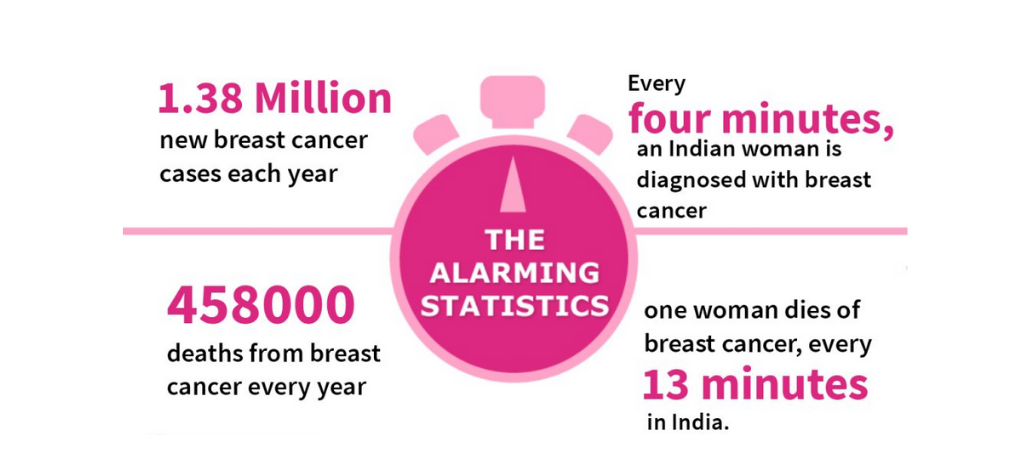 1.38 Million
new breast cancer
cases each year
Every
four minutes,
an Indian woman is
diagnosed with breast
cancer
THE
ALARMING
STATISTICS
458000
deaths from breast
cancer every year
one woman dies of
breast cancer, every
13 minutes
in India.